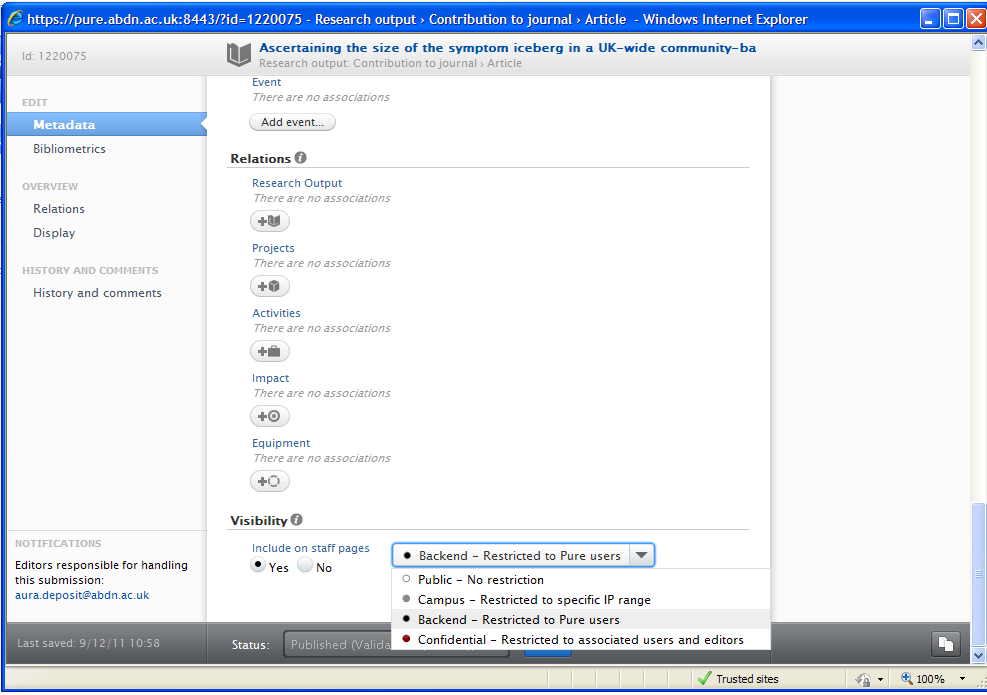 https://pure.abdn.ac.uk:8443/?id=1220075 - Research output › Contribution to journal › Article - Windows Internet Explorer
Id: 1220075
Ascertaining the size of the symptom iceberg in a UK-wide community-ba
Research output: Contribution to journal › Article
EDIT
Metadata
Bibliometrics
OVERVIEW
Relations
Display
HISTORY AND COMMENTS
History and comments
Event
There are no associations
Add event...
Relations
Research Output
There are no associations
Projects
There are no associations
Activities
There are no associations
Impact
There are no associations
Equipment
There are no associations
Visibility
Include on staff pages
Yes No
Backend - Restricted to Pure users
Public - No restriction
Campus - Restricted to specific IP range
Backend - Restricted to Pure users
Confidential - Restricted to associated users and editors
NOTIFICATIONS
Editors responsible for handling
this submission:
aura.deposit@abdn.ac.uk
Last saved: 9/12/11 10:58
Status: Published (Valida
Trusted sites
100%